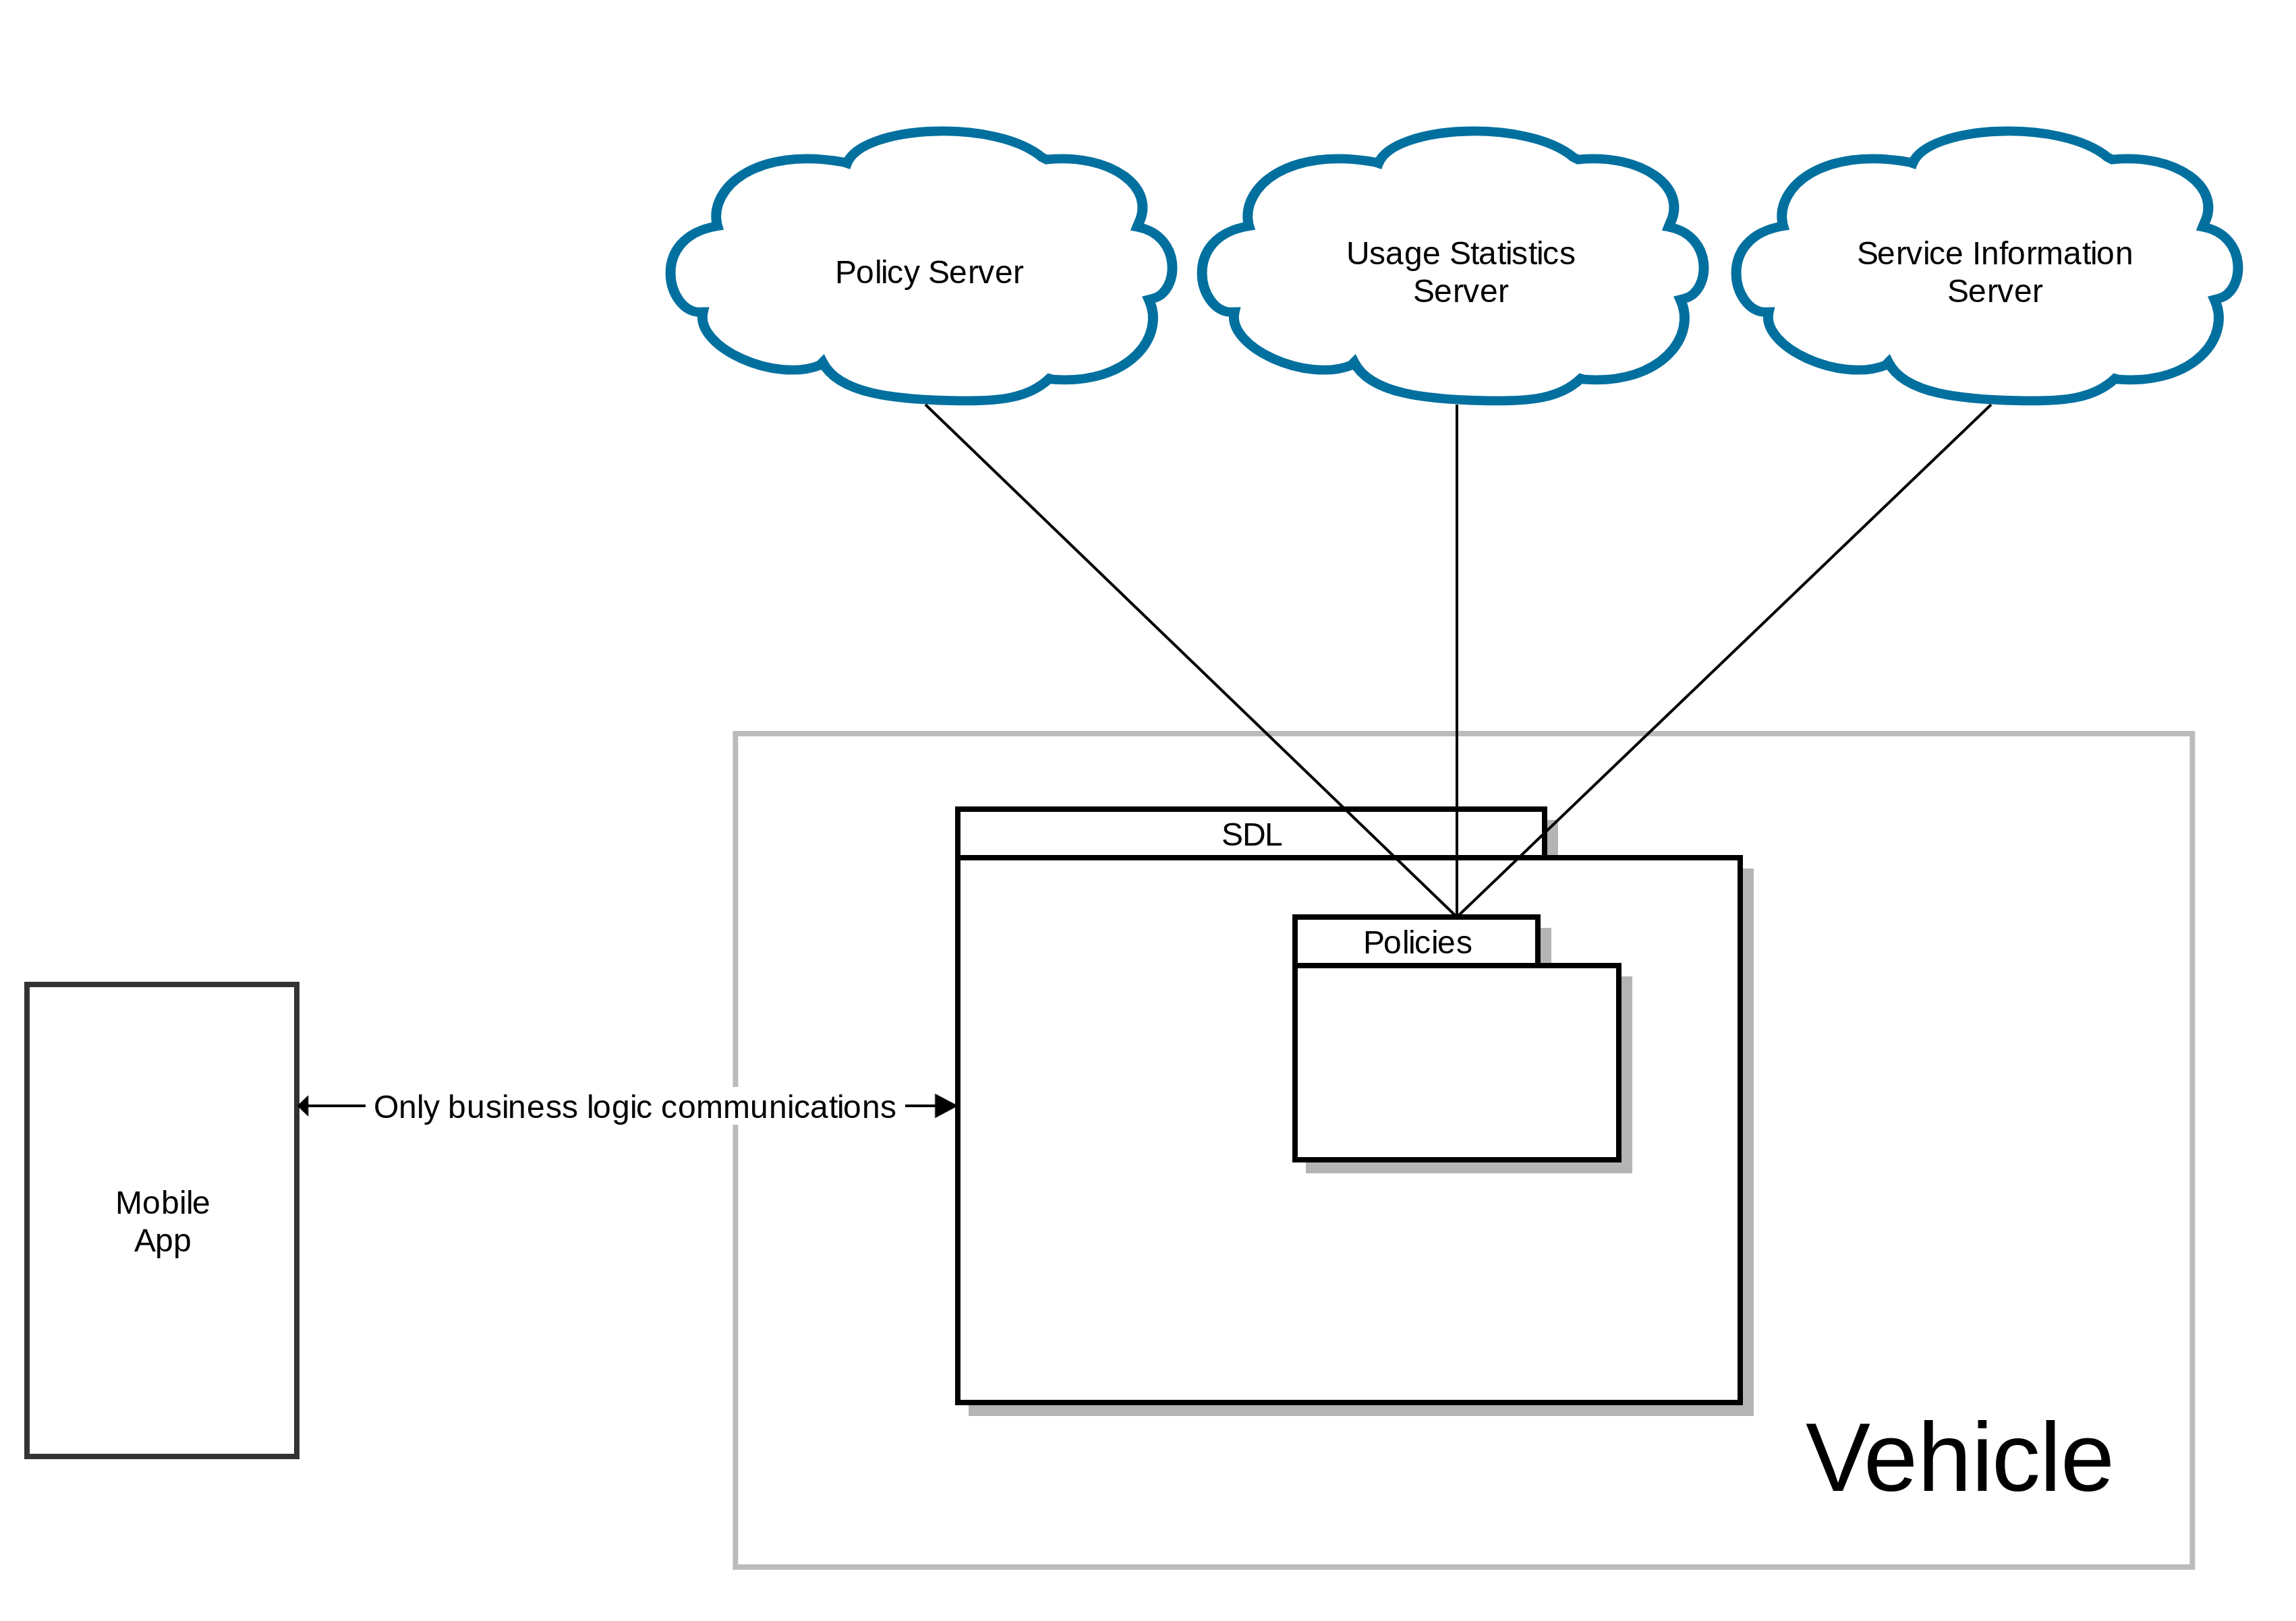 Policy Server
Usage Statistics
Server
Service Information
Server
SDL
Policies
Only business logic communications
Mobile
App
Vehicle